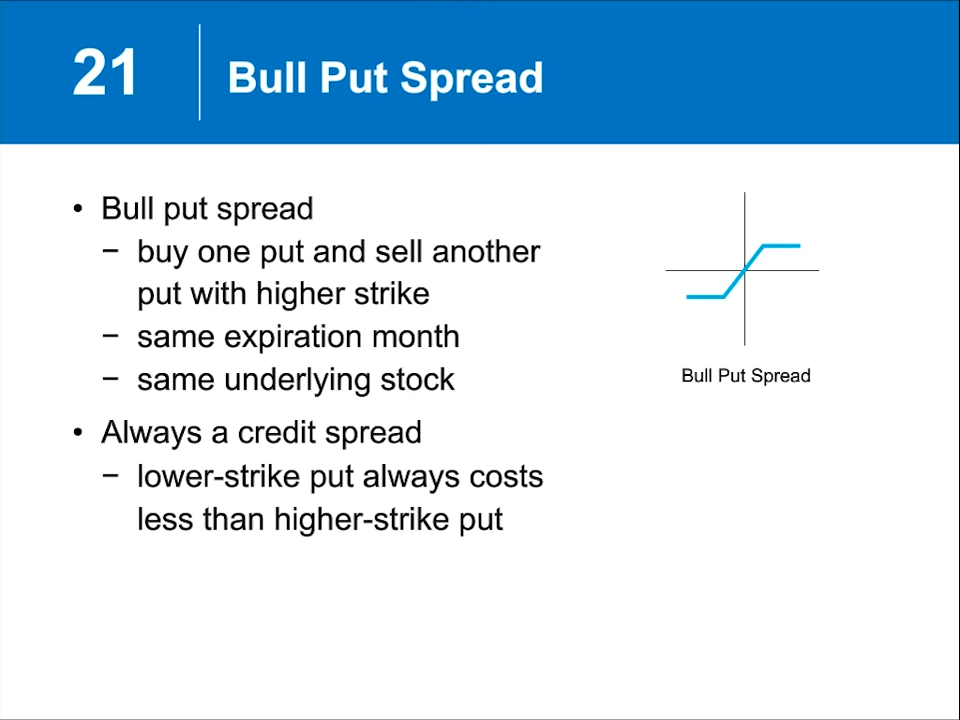 21
Bull Put Spread
• Bull put spread
− buy one put and sell another
put with higher strike
− same expiration month
− same underlying stock
• Always a credit spread
− lower-strike put always costs
less than higher-strike put
Bull Put Spread